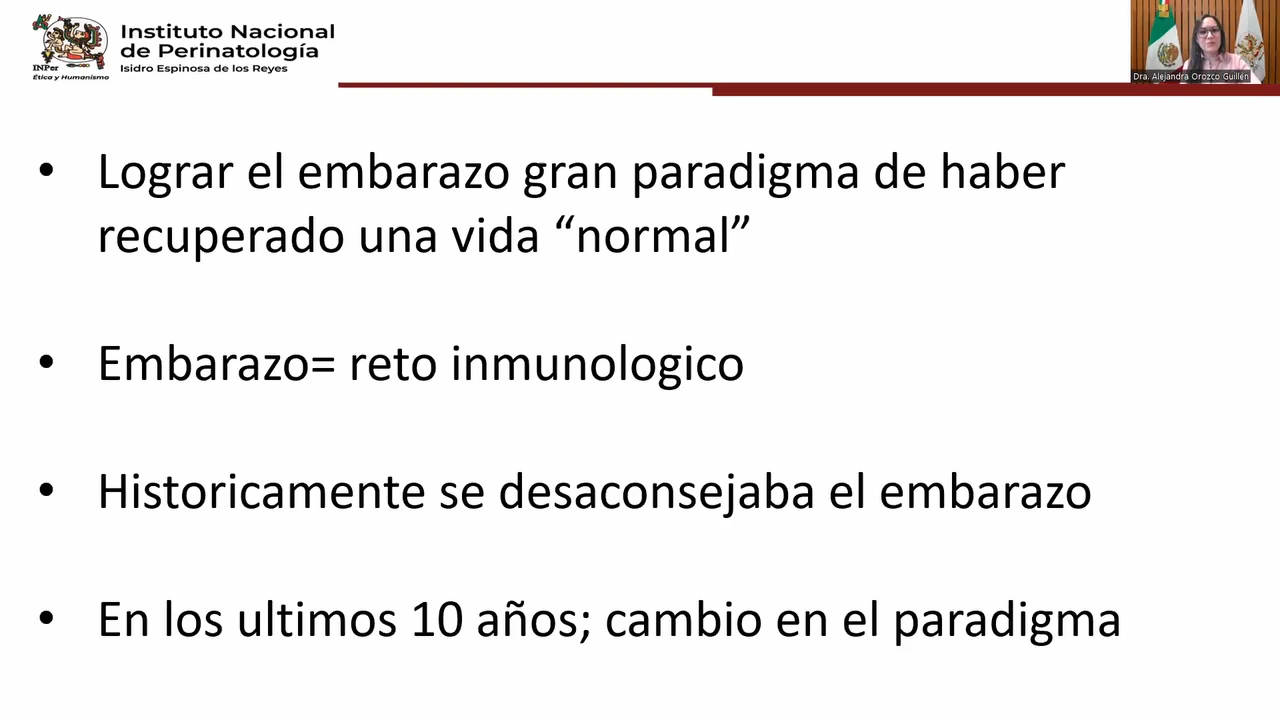 Instituto Nacional
de Perinatología
Isidro Espinosa de los Reyes
INPer
Ética y Humanismo
Dra. Alejandra Orozco Guillén
• Lograr el embarazo gran paradigma de haber
recuperado una vida “normal”
• Embarazo= reto inmunologico
• Historicamente se desaconsejaba el embarazo
• En los ultimos 10 años; cambio en el paradigma